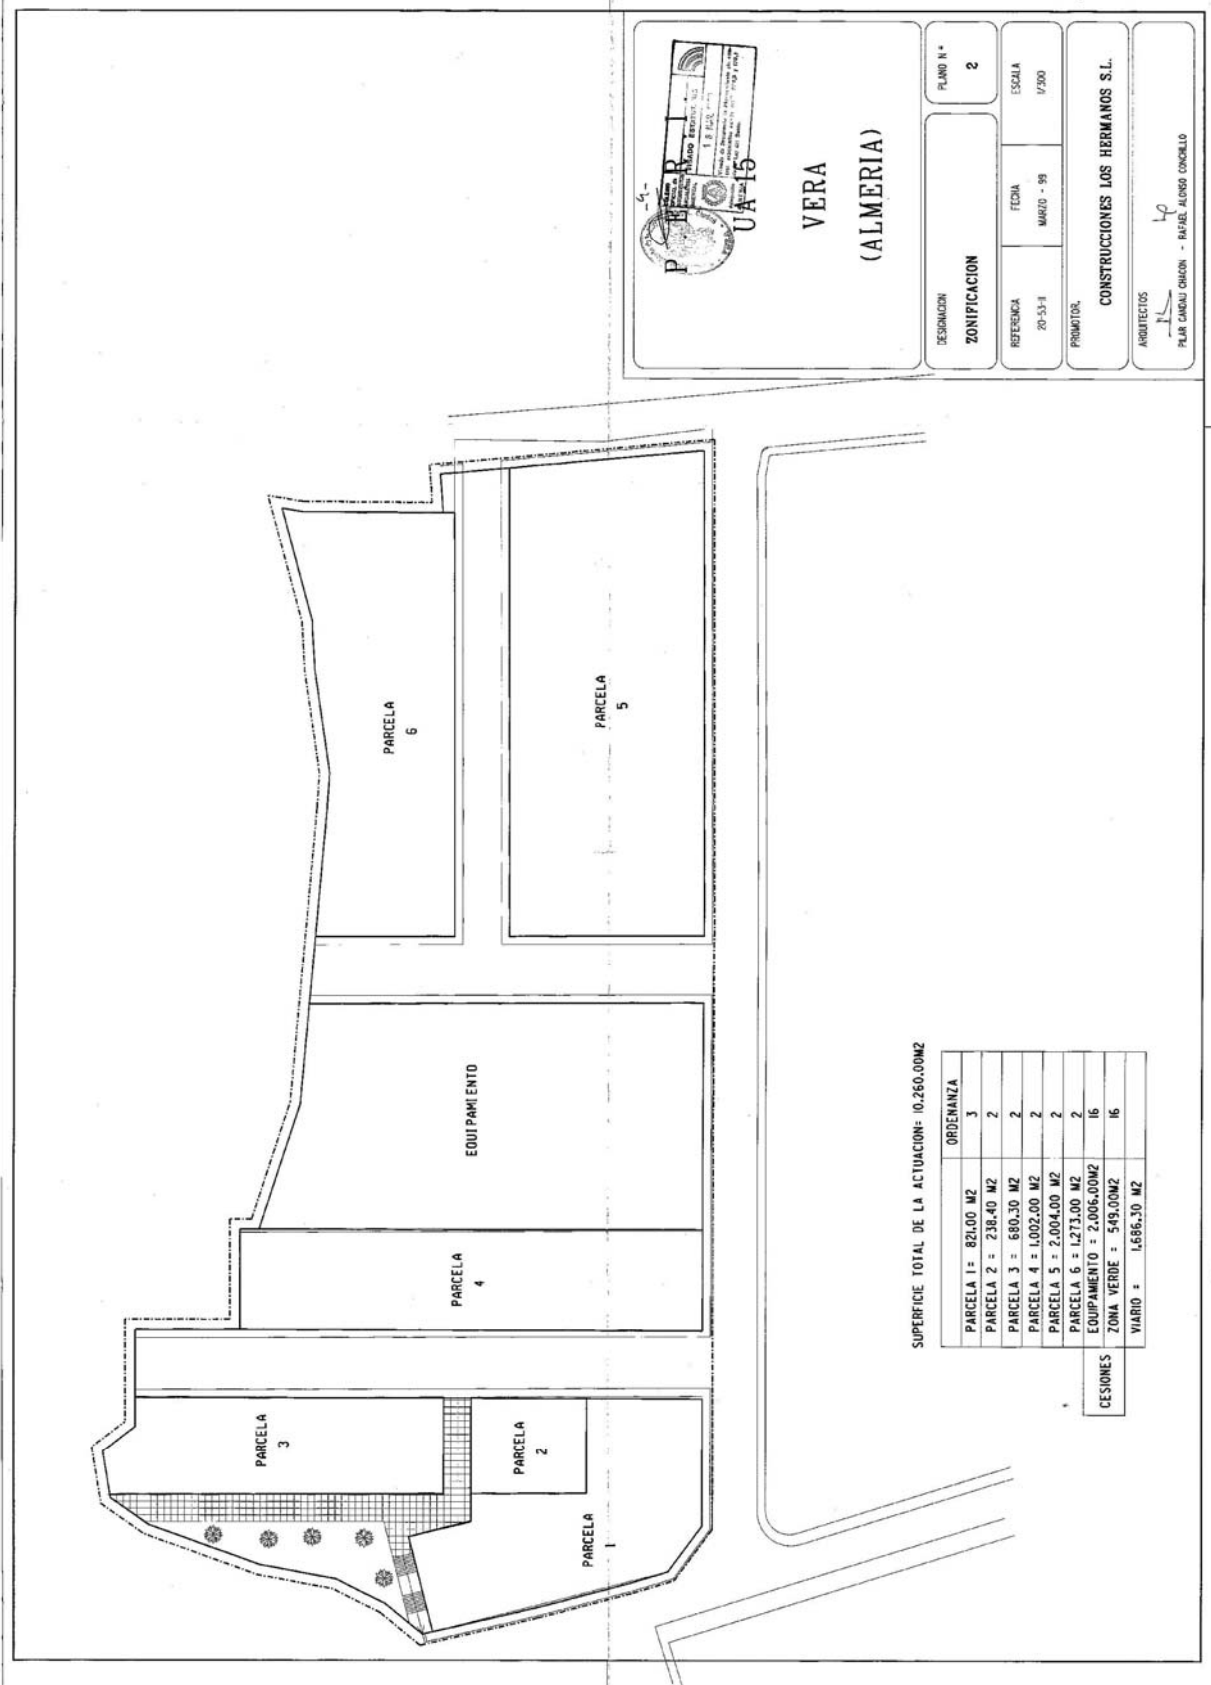 PARCELA
3
PARCELA
2
PARCELA
1
PARCELA
4
EQUIPAMIENTO
PARCELA
6
PARCELA
5
SUPERFICIE TOTAL DE LA ACTUACION= 10.260.00M2
ORDENANZA
PARCELA 1 = 821.00 M2 3
PARCELA 2 = 238.40 M2 2
PARCELA 3 = 680.30 M2 2
PARCELA 4 = 1.002.00 M2 2
PARCELA 5 = 2.004.00 M2 2
PARCELA 6 = 1.273.00 M2 2
CESIONES
EQUIPAMIENTO = 2.006.00M2 16
ZONA VERDE = 549.00M2 16
VIARIO = 1.686.30 M2
P E R I
UA 15
VERA
(ALMERIA)
DESIGNACION
ZONIFICACION
PLANO Nº
2
REFERENCIA
20-53-II
FECHA
MARZO - 99
ESCALA
1/300
PROMOTOR.
CONSTRUCCIONES LOS HERMANOS S.L.
ARQUITECTOS
PILAR CANDAU CHACON - RAFAEL ALONSO CONCHILLO